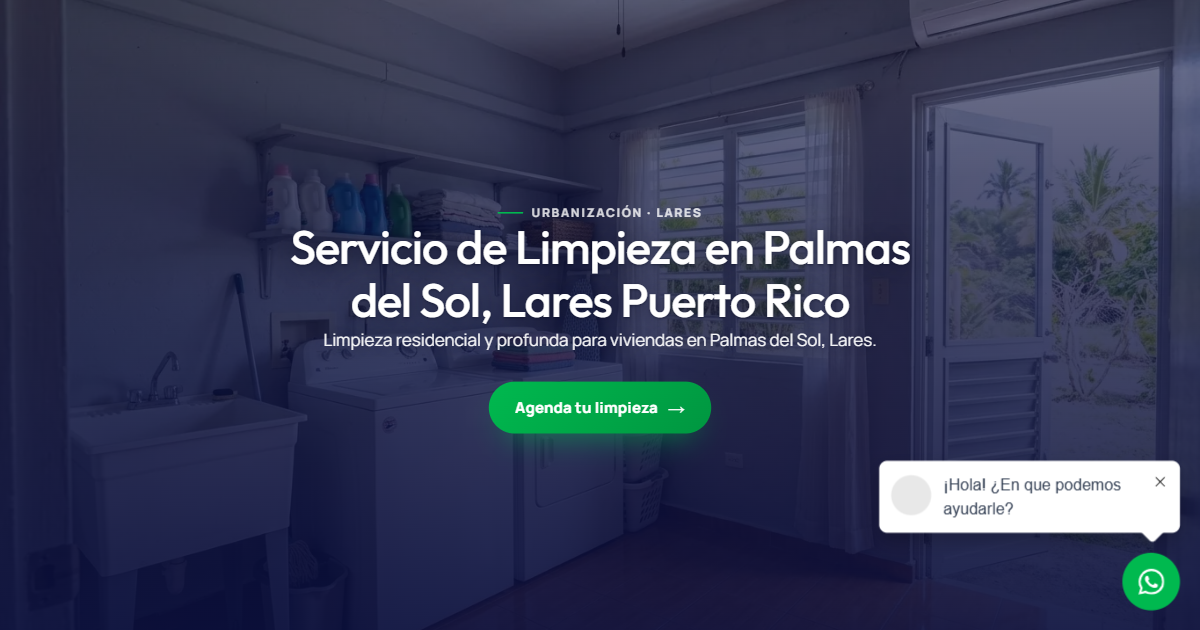 URBANIZACIÓN · LARES
Servicio de Limpieza en Palmas
del Sol, Lares Puerto Rico
Limpieza residencial y profunda para viviendas en Palmas del Sol, Lares.
Agenda tu limpieza →
¡Hola! ¿En que podemos
ayudarle?